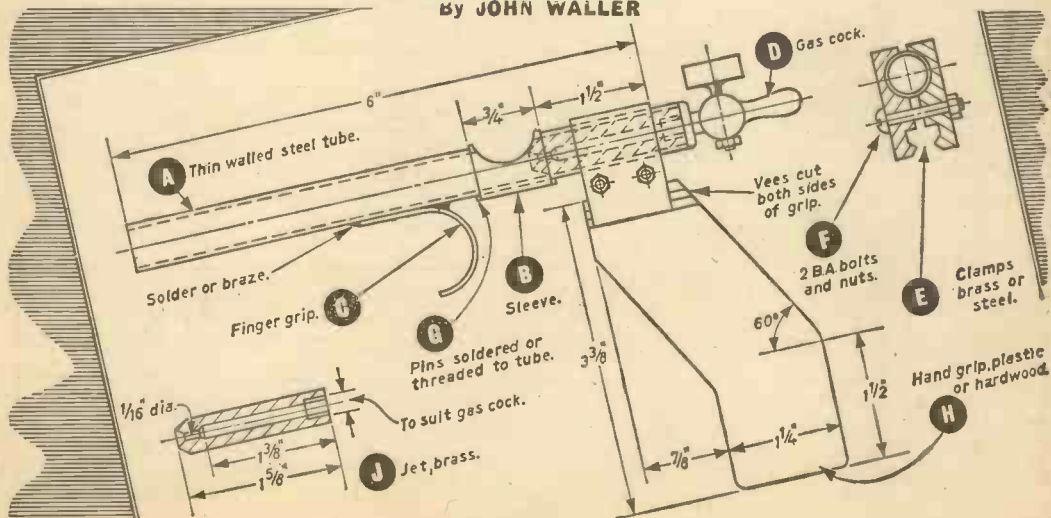 By JOHN WALLER
6"
3/4"
1 1/2"
D Gas cock.
A Thin walled steel tube.
Vees cut
both sides
of grip.
F
2 B.A. bolts
and nuts.
E Clamps
brass or
steel.
Solder or braze.
Finger grip. C
B
Sleeve.
G
Pins soldered or
threaded to tube.
60°
3 3/8"
1 1/2"
Hand grip, plastic
or hardwood.
H
7/8"
1 1/4"
1/16" dia.
To suit gas cock.
1 3/8"
1 5/8"
J Jet, brass.